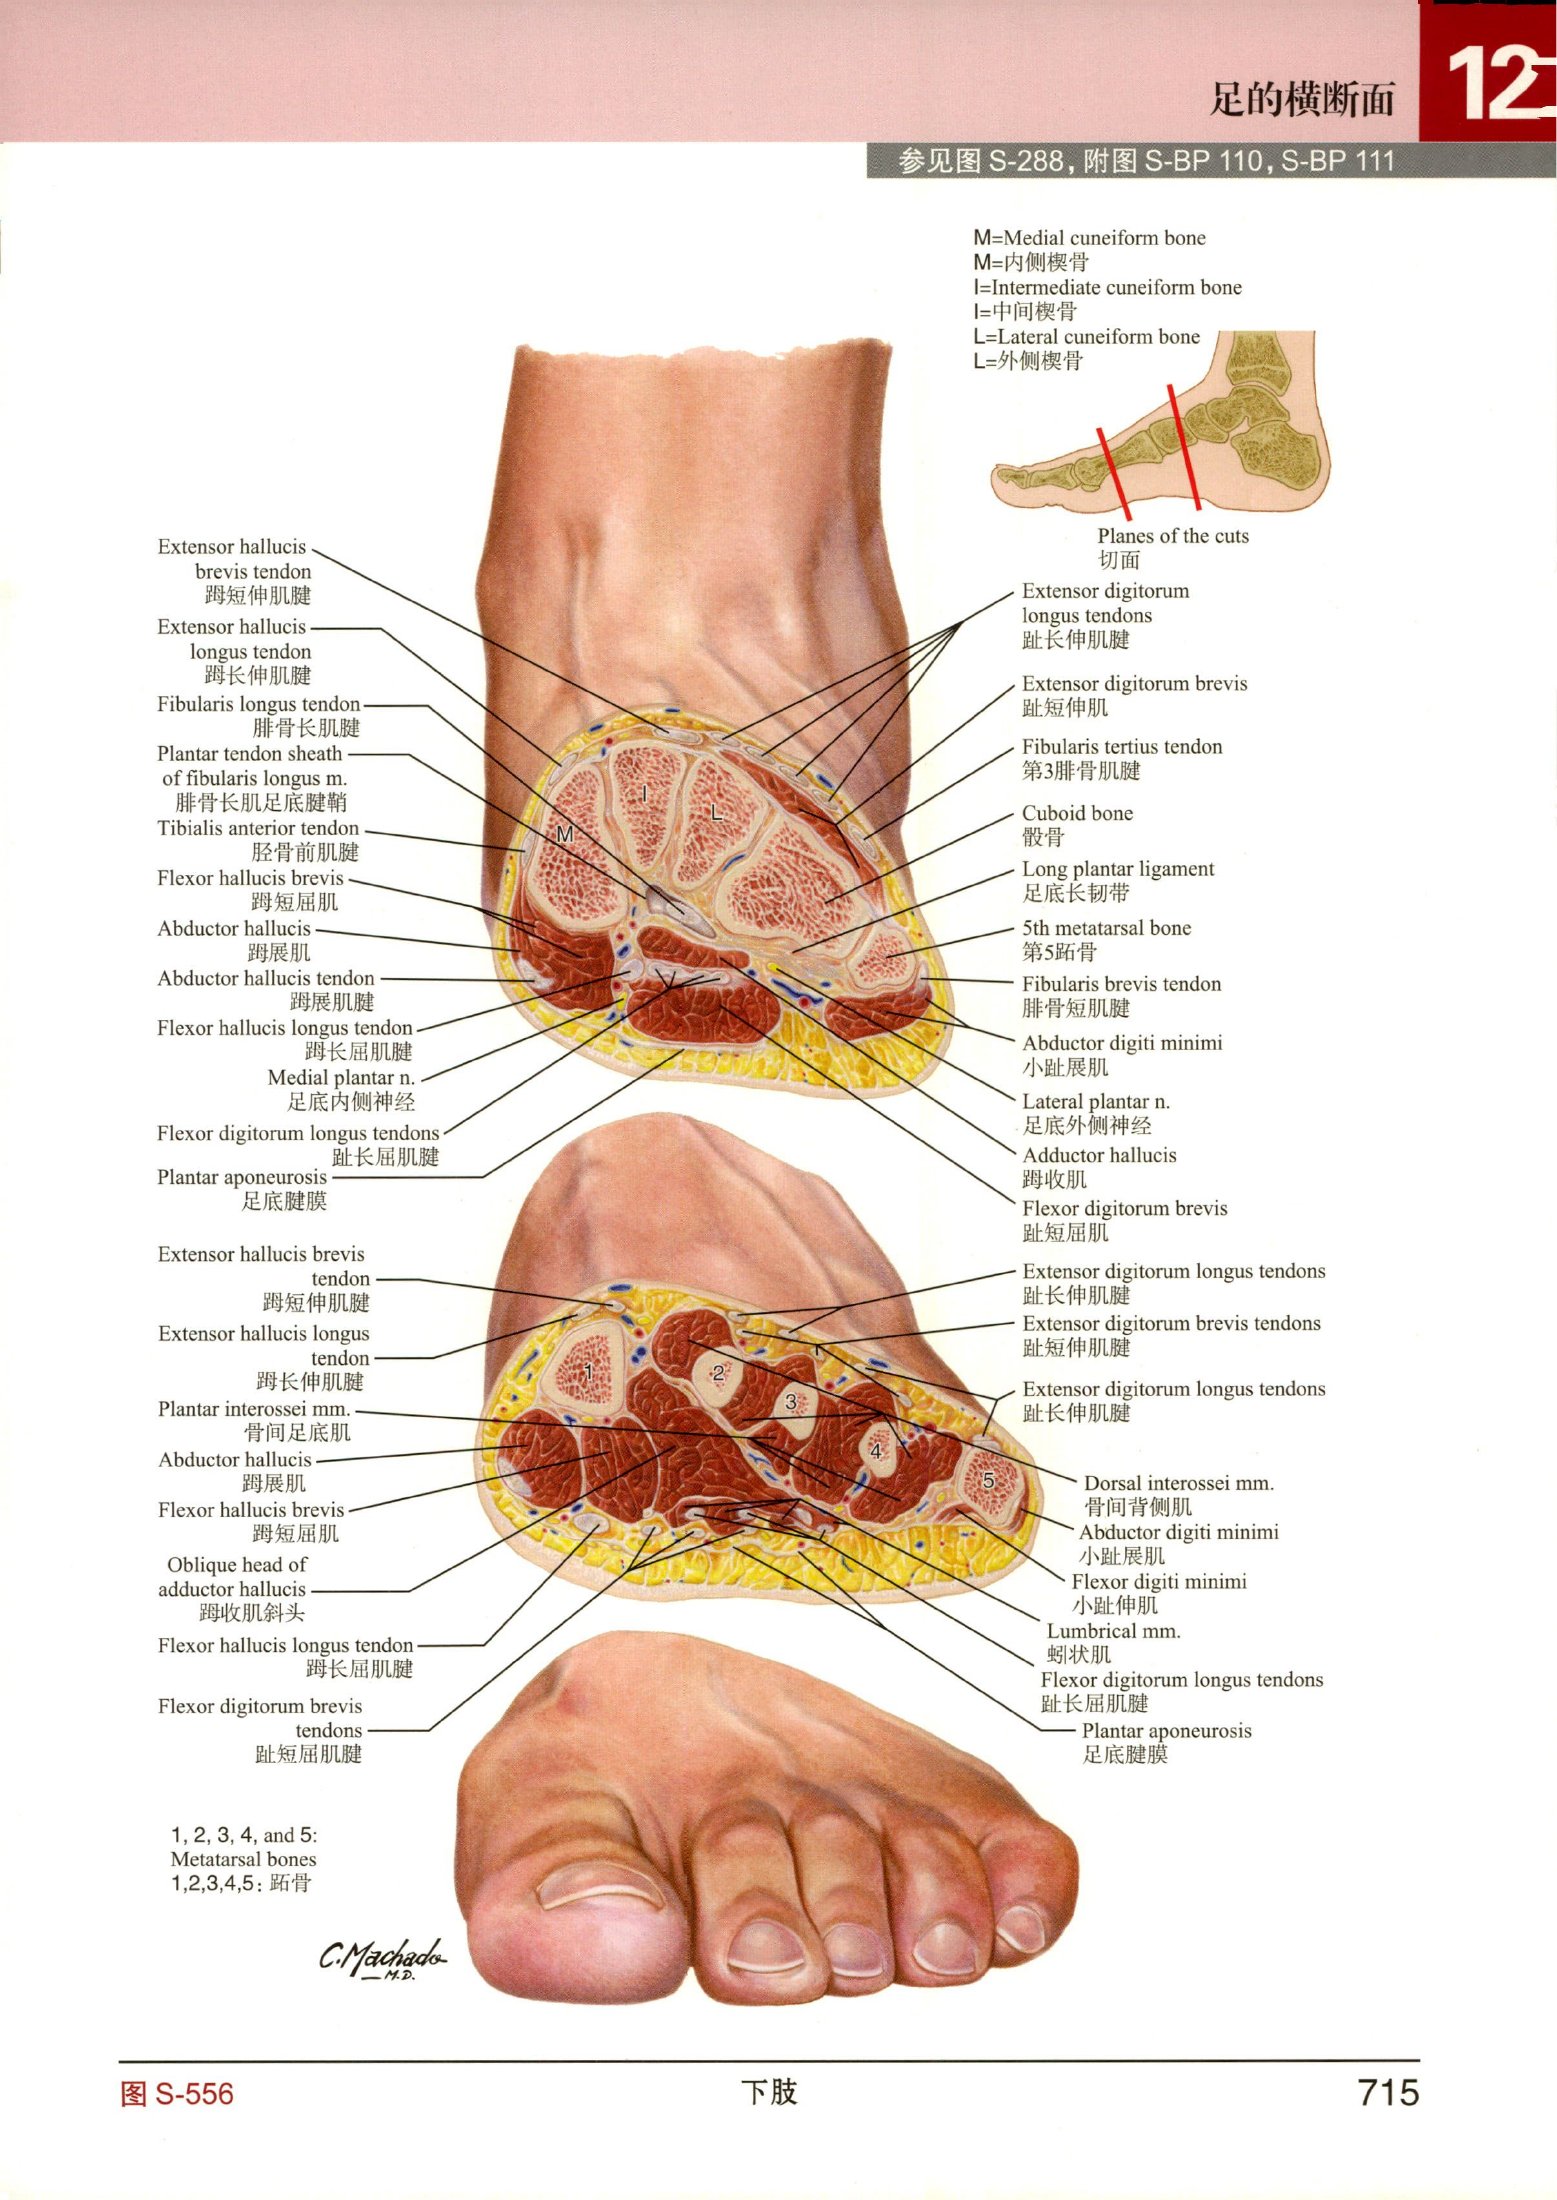 足的横断面
12
参见图 S-288, 附图 S-BP 110, S-BP 111
M=Medial cuneiform bone
M=内侧楔骨
I=Intermediate cuneiform bone
I=中间楔骨
L=Lateral cuneiform bone
L=外侧楔骨
Planes of the cuts
切面
Extensor hallucis
brevis tendon
踇短伸肌腱
Extensor hallucis
longus tendon
踇长伸肌腱
Fibularis longus tendon
腓骨长肌腱
Plantar tendon sheath
of fibularis longus m.
腓骨长肌足底腱鞘
Tibialis anterior tendon
胫骨前肌腱
Flexor hallucis brevis
踇短屈肌
Abductor hallucis
踇展肌
Abductor hallucis tendon
踇展肌腱
Flexor hallucis longus tendon
踇长屈肌腱
Medial plantar n.
足底内侧神经
Flexor digitorum longus tendons
趾长屈肌腱
Plantar aponeurosis
足底腱膜
M
I
L
Extensor digitorum
longus tendons
趾长伸肌腱
Extensor digitorum brevis
趾短伸肌
Fibularis tertius tendon
第3腓骨肌腱
Cuboid bone
骰骨
Long plantar ligament
足底长韧带
5th metatarsal bone
第5跖骨
Fibularis brevis tendon
腓骨短肌腱
Abductor digiti minimi
小趾展肌
Lateral plantar n.
足底外侧神经
Adductor hallucis
踇收肌
Flexor digitorum brevis
趾短屈肌
Extensor hallucis brevis
tendon
踇短伸肌腱
Extensor hallucis longus
tendon
踇长伸肌腱
Plantar interossei mm.
骨间足底肌
Abductor hallucis
踇展肌
Flexor hallucis brevis
踇短屈肌
Oblique head of
adductor hallucis
踇收肌斜头
Flexor hallucis longus tendon
踇长屈肌腱
Flexor digitorum brevis
tendons
趾短屈肌腱
1
2
3
4
5
Extensor digitorum longus tendons
趾长伸肌腱
Extensor digitorum brevis tendons
趾短伸肌腱
Extensor digitorum longus tendons
趾长伸肌腱
Dorsal interossei mm.
骨间背侧肌
Abductor digiti minimi
小趾展肌
Flexor digiti minimi
小趾伸肌
Lumbrical mm.
蚓状肌
Flexor digitorum longus tendons
趾长屈肌腱
Plantar aponeurosis
足底腱膜
1, 2, 3, 4, and 5:
Metatarsal bones
1,2,3,4,5: 跖骨
C.Machado
M.D.
图 S-556
下肢
715